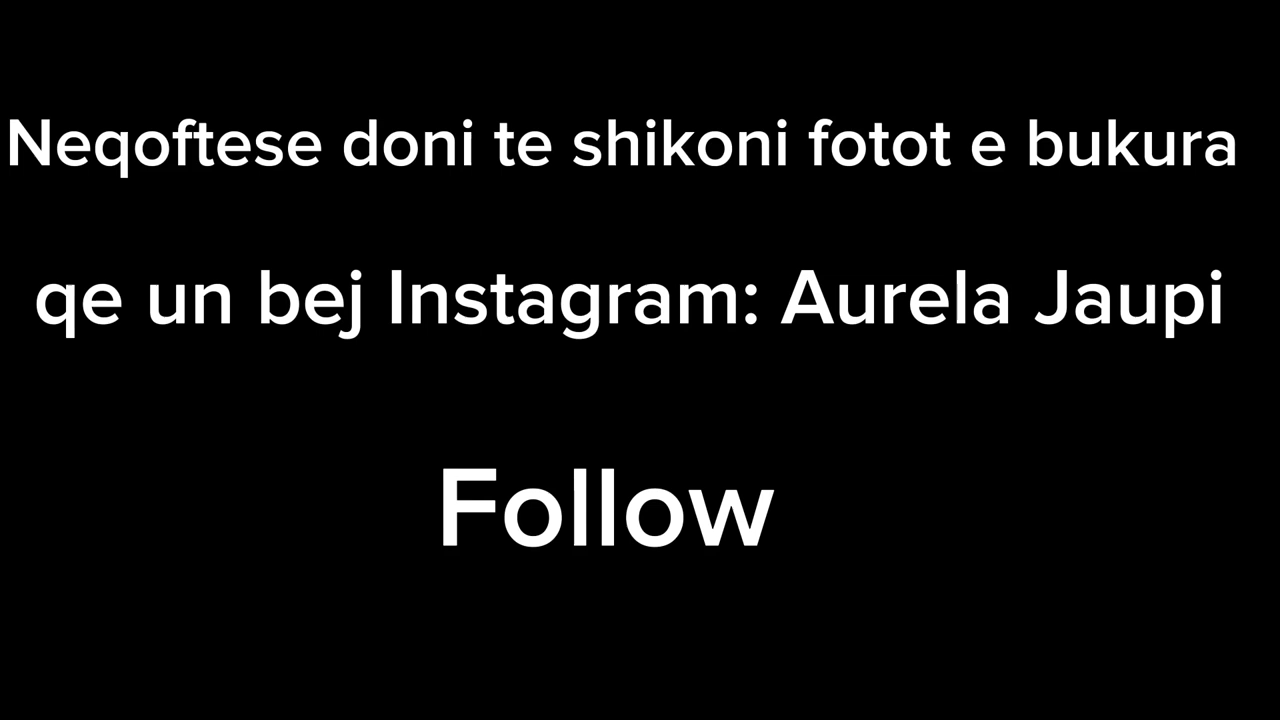 Neqoftese doni te shikoni fotot e bukura
qe un bej Instagram: Aurela Jaupi
Follow